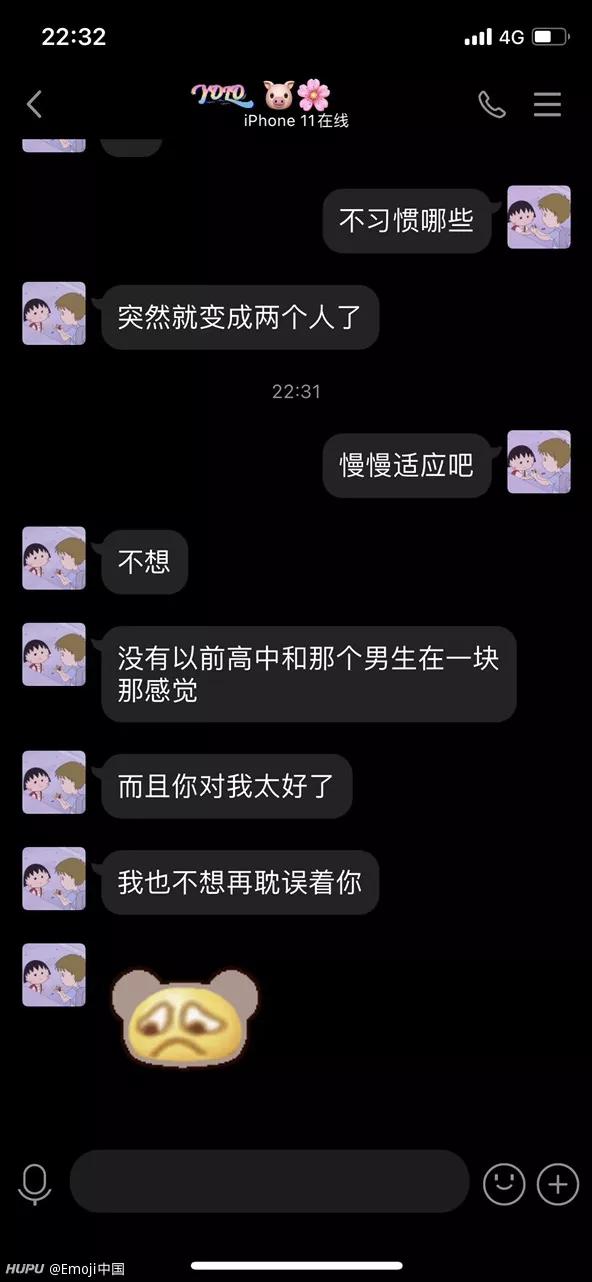 22:32
4G
YOYO
iPhone 11在线
不习惯哪些
突然就变成两个人了
22:31
慢慢适应吧
不想
没有以前高中和那个男生在一块
那感觉
而且你对我太好了
我也不想再耽误着你
HUPU @Emoji中国